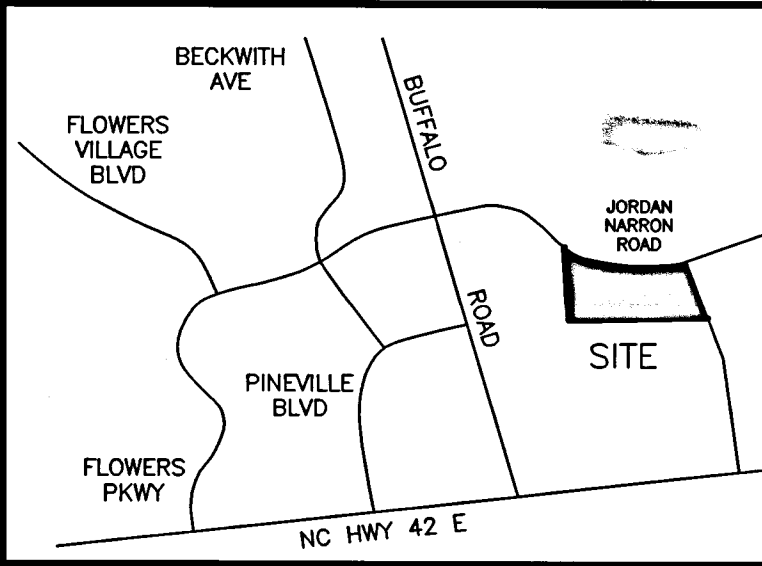 BECKWITH
AVE
BUFFALO
FLOWERS
VILLAGE
BLVD
JORDAN
NARRON
ROAD
ROAD
SITE
PINEVILLE
BLVD
FLOWERS
PKWY
NC HWY 42 E